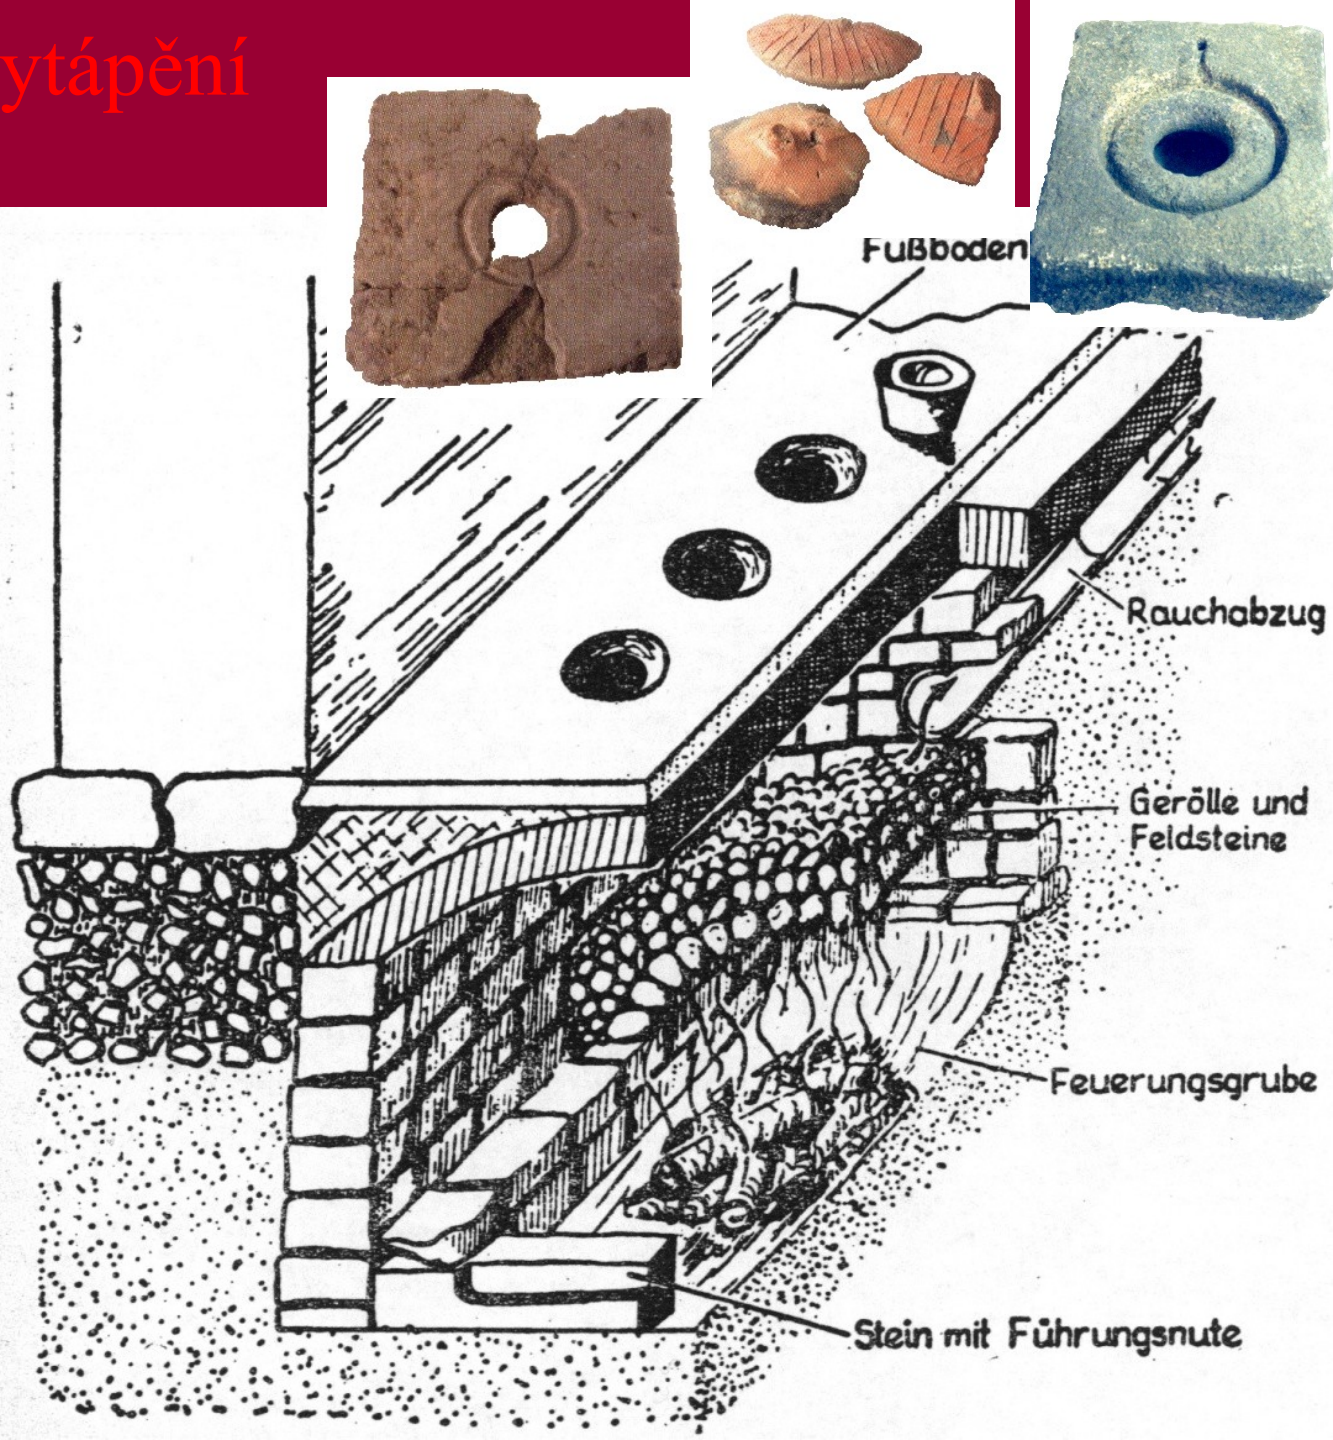 ytápění
Fußboden
Rauchabzug
Gerölle und
Feldsteine
Feuerungsgrube
Stein mit Führungsnute